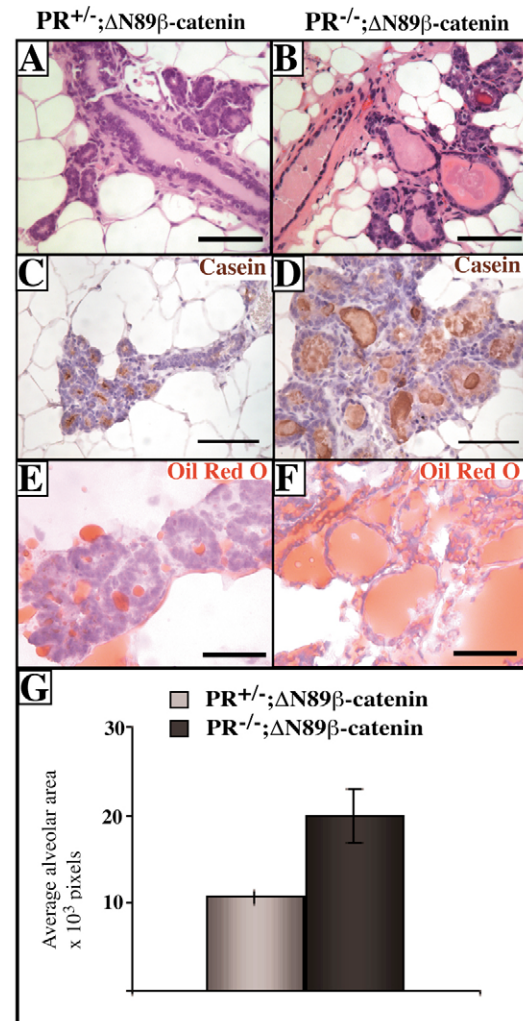 PR+/-;ΔN89β-catenin PR-/-;ΔN89β-catenin
A B
C Casein D Casein
E Oil Red O F Oil Red O
G
PR+/-;ΔN89β-catenin
PR-/-;ΔN89β-catenin
30
20
10
Average alveolar area
x 10³ pixels